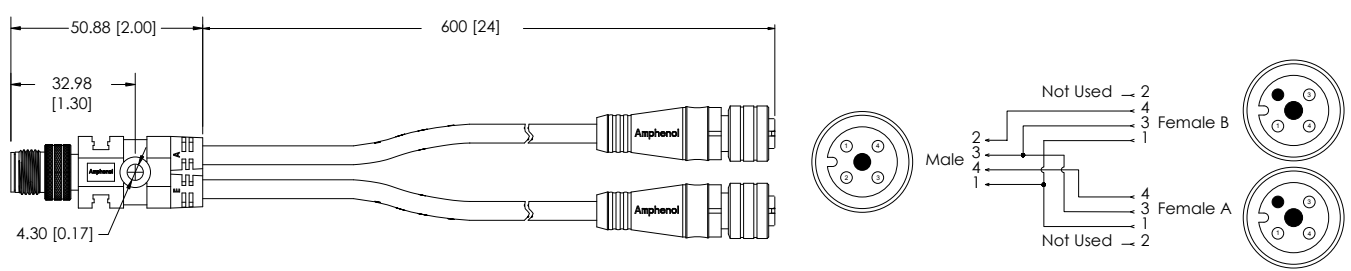 50.88 [2.00]
600 [24]
32.98
[1.30]
4.30 [0.17]
Amphenol
A
Amphenol
Amphenol
1 4
2 3
Male
2
3
4
1
Not Used 2
4
3 Female B
1
4
3 Female A
1
Not Used 2
3
1 4
3
1 4